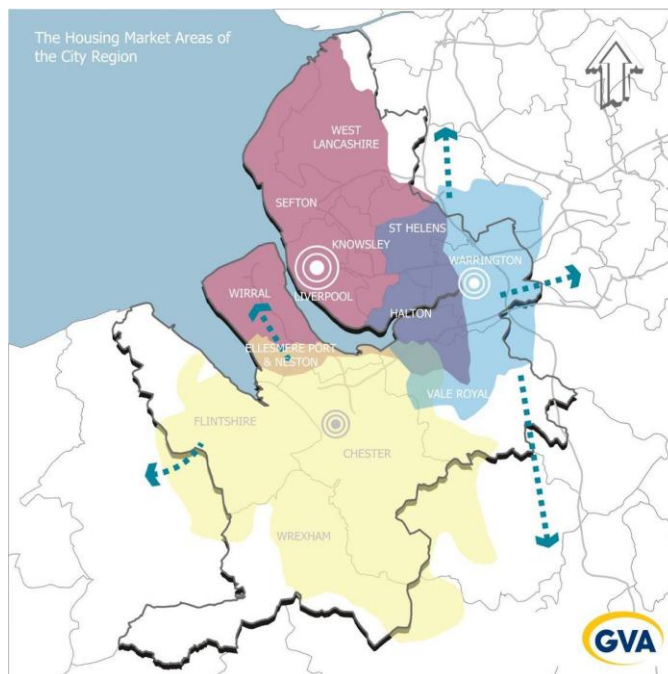 The Housing Market Areas of
the City Region
WEST
LANCASHIRE
SEFTON
ST HELENS
KNOWSLEY
WARRINGTON
WIRRAL
LIVERPOOL
HALTON
ELLESMERE PORT
& NESTON
VALE ROYAL
FLINTSHIRE
CHESTER
WREXHAM
GVA